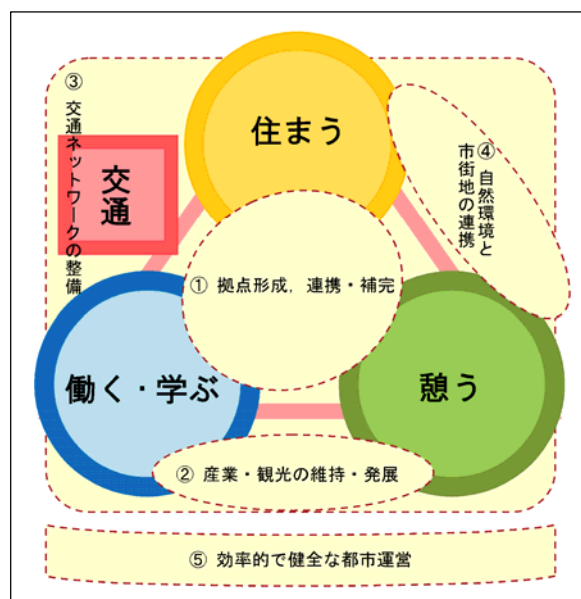 住まう
③ 交通ネットワークの整備
交通
④ 自然環境と
市街地の連携
① 拠点形成，連携・補完
働く・学ぶ
憩う
② 産業・観光の維持・発展
⑤ 効率的で健全な都市運営